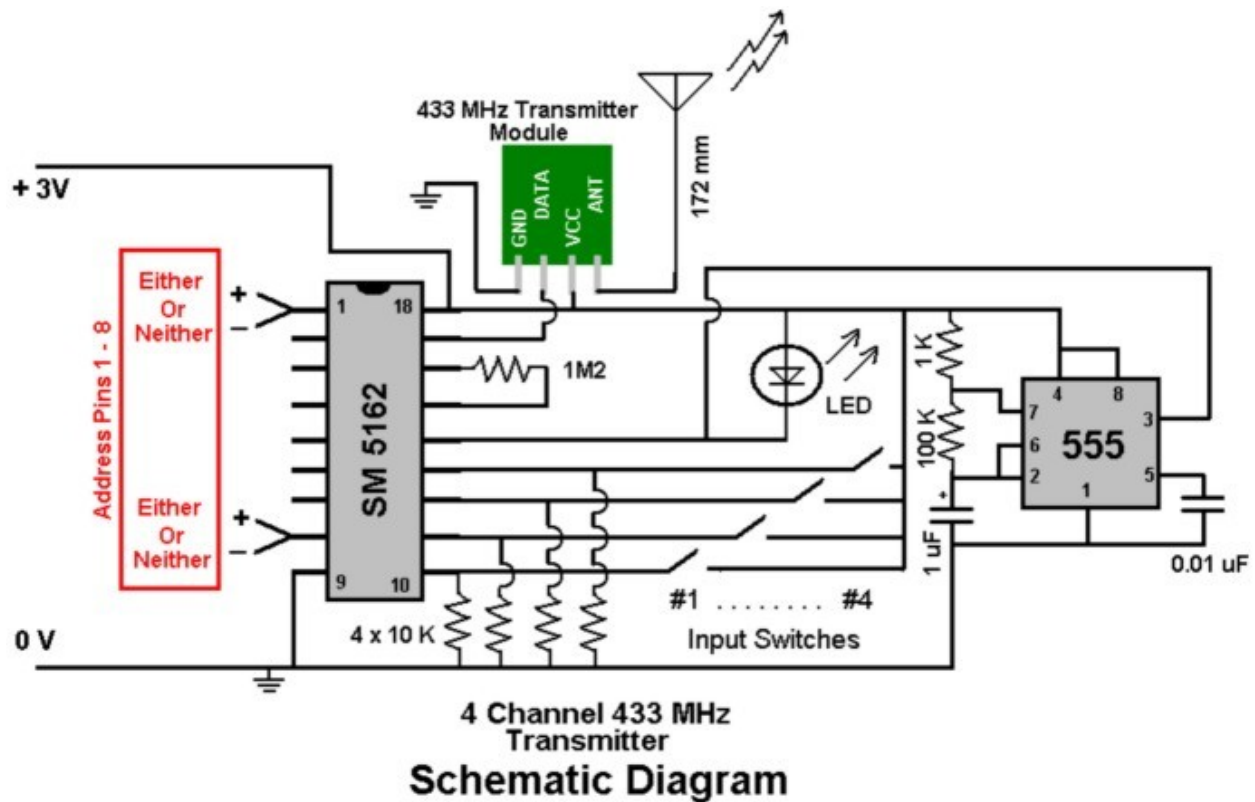 433 MHz Transmitter
Module
GND
DATA
VCC
ANT
172 mm
+ 3V
Address Pins 1 - 8
Either
Or
Neither
+
–
Either
Or
Neither
+
–
1
18
SM 5162
9
10
1M2
LED
1 K
100 K
1 uF
+
4
8
7
6
2
3
5
1
555
0.01 uF
4 x 10 K
#1 . . . . . . . . #4
Input Switches
0 V
4 Channel 433 MHz
Transmitter
Schematic Diagram